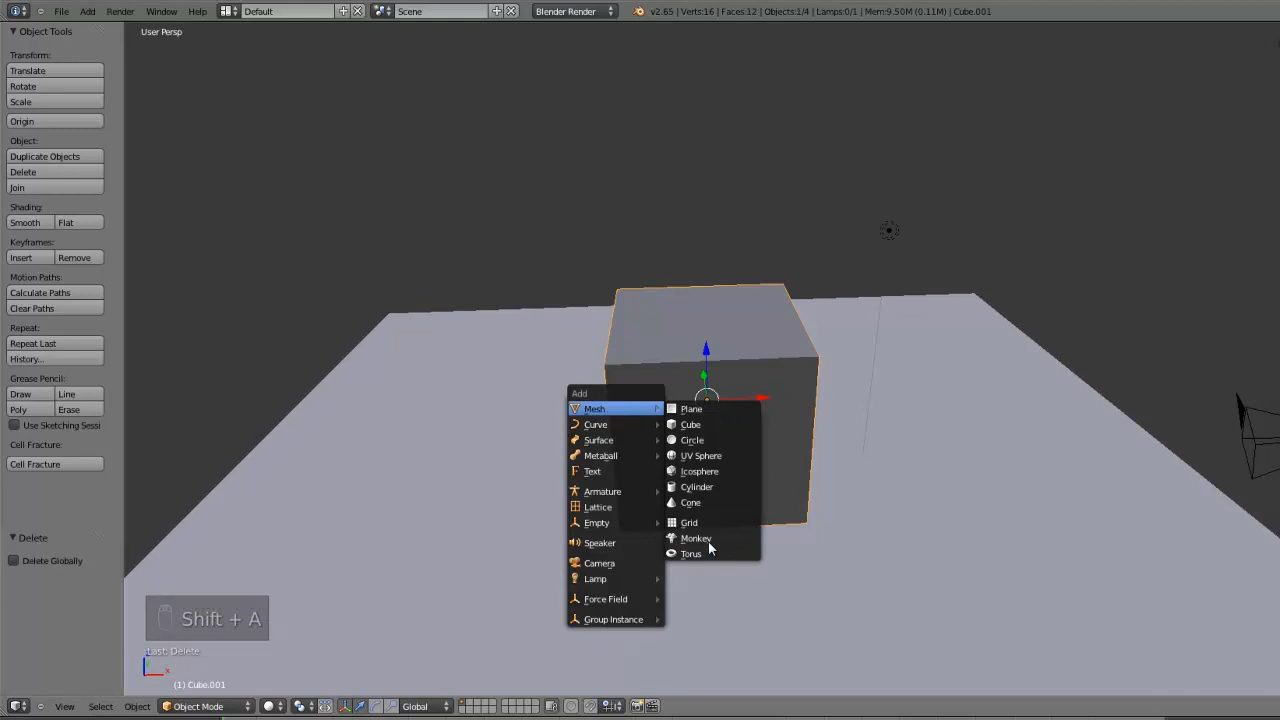 File Add Render Window Help Default Scene Blender Render v2.65 | Verts:16 | Faces:12 | Objects:1/4 | Lamps:0/1 | Mem:9.50M (0.11M) | Cube.001
Object Tools
User Persp
Transform:
Translate
Rotate
Scale
Origin
Object:
Duplicate Objects
Delete
Join
Shading:
Smooth Flat
Keyframes:
Insert Remove
Motion Paths:
Calculate Paths
Clear Paths
Repeat:
Repeat Last
History...
Grease Pencil:
Draw Line
Poly Erase
Use Sketching Sessi
Cell Fracture:
Cell Fracture
Delete
Delete Globally
Add
Mesh
Curve
Surface
Metaball
Text
Armature
Lattice
Empty
Speaker
Camera
Lamp
Force Field
Group Instance
Plane
Cube
Circle
UV Sphere
Icosphere
Cylinder
Cone
Grid
Monkey
Torus
Shift + A
Last: Delete
y
x
(1) Cube.001
View Select Object Object Mode Global